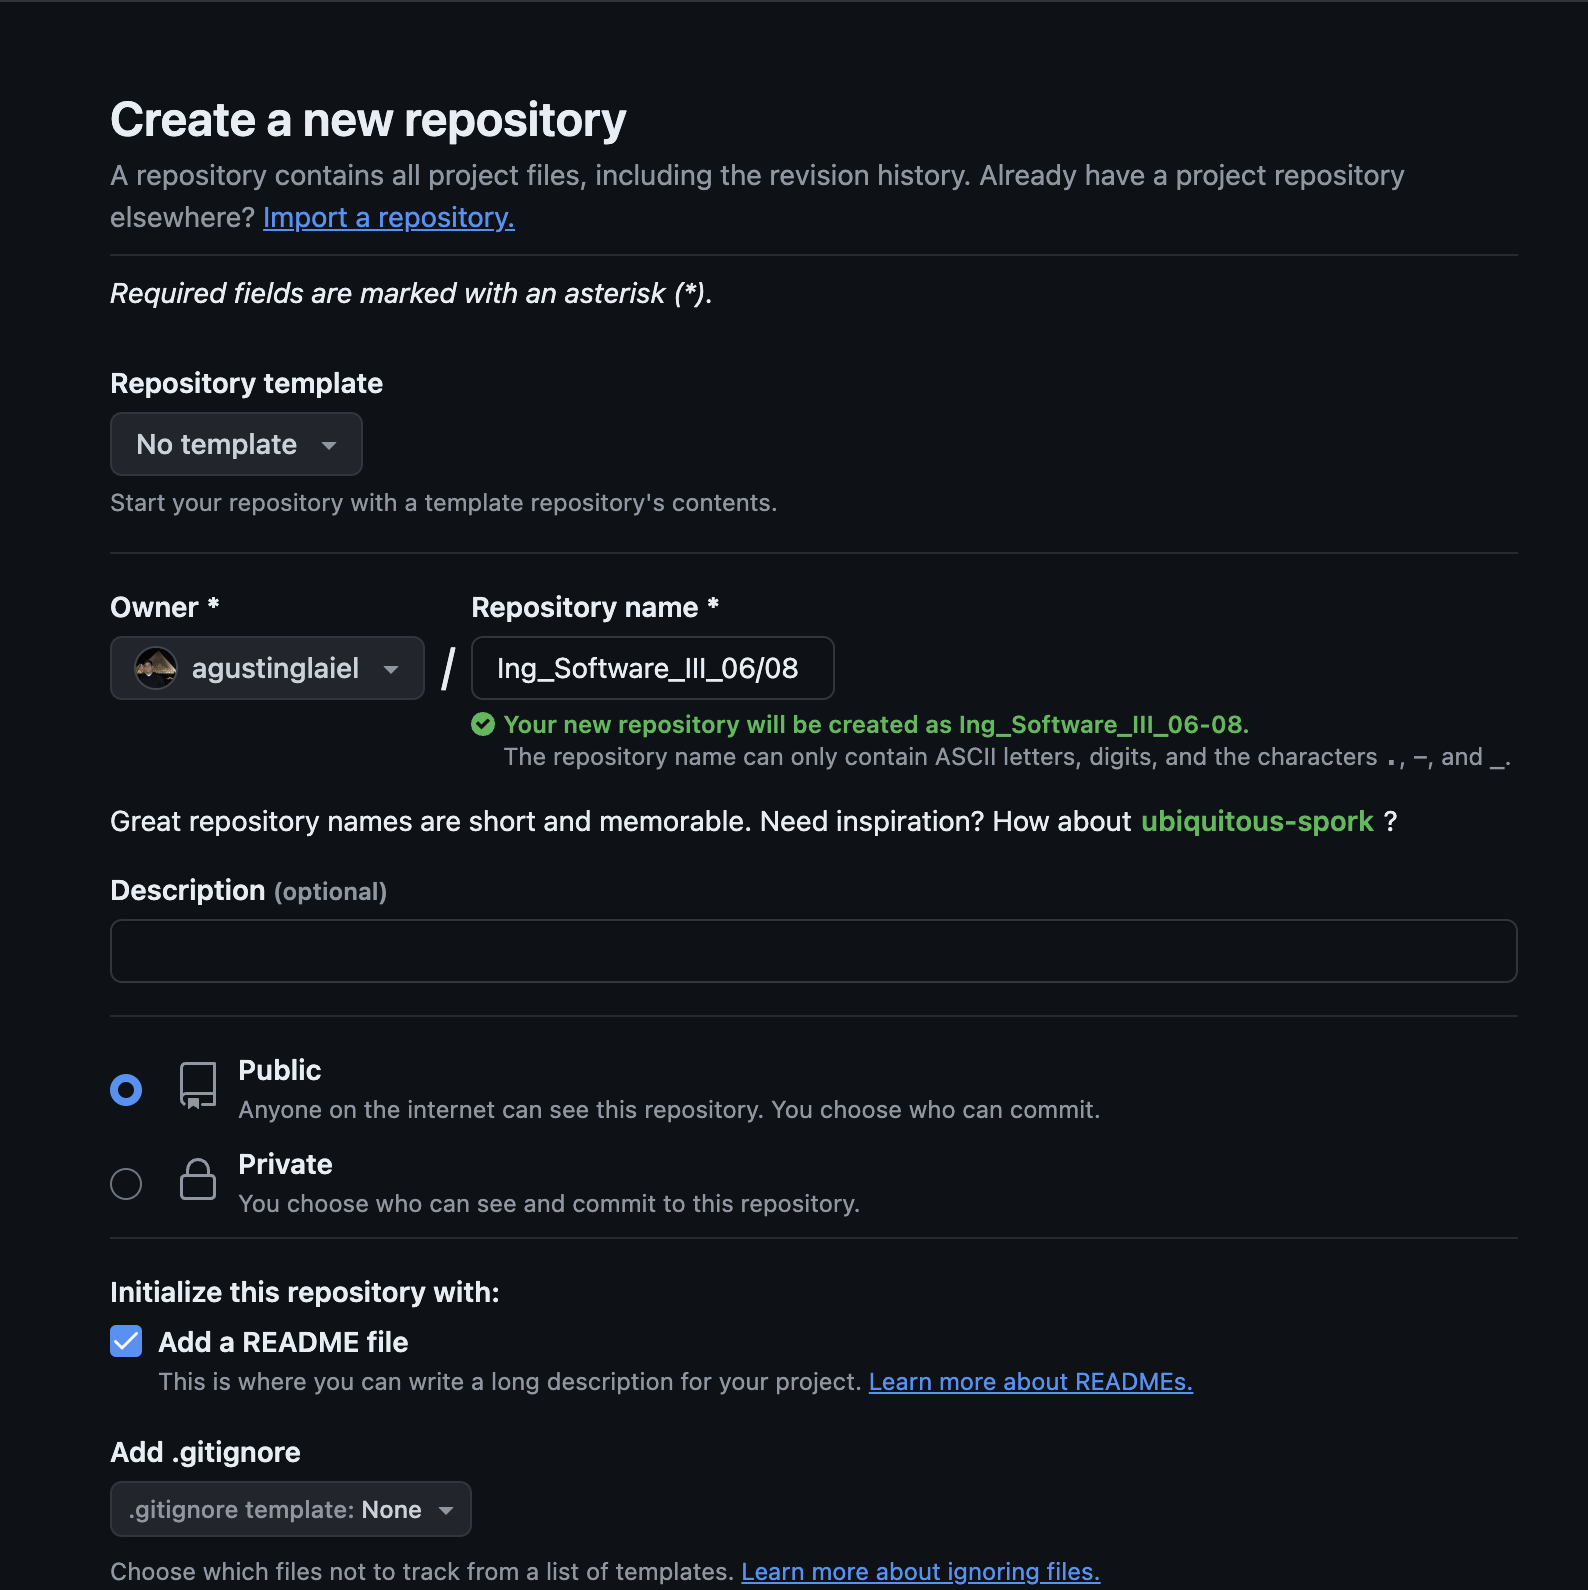 Create a new repository
A repository contains all project files, including the revision history. Already have a project repository
elsewhere? Import a repository.
Required fields are marked with an asterisk (*).
Repository template
No template
Start your repository with a template repository's contents.
Owner *
Repository name *
agustinglaiel
/
Ing_Software_III_06/08
Your new repository will be created as Ing_Software_III_06-08.
The repository name can only contain ASCII letters, digits, and the characters ., –, and _.
Great repository names are short and memorable. Need inspiration? How about ubiquitous-spork ?
Description (optional)
Public
Anyone on the internet can see this repository. You choose who can commit.
Private
You choose who can see and commit to this repository.
Initialize this repository with:
Add a README file
This is where you can write a long description for your project. Learn more about READMEs.
Add .gitignore
.gitignore template: None
Choose which files not to track from a list of templates. Learn more about ignoring files.